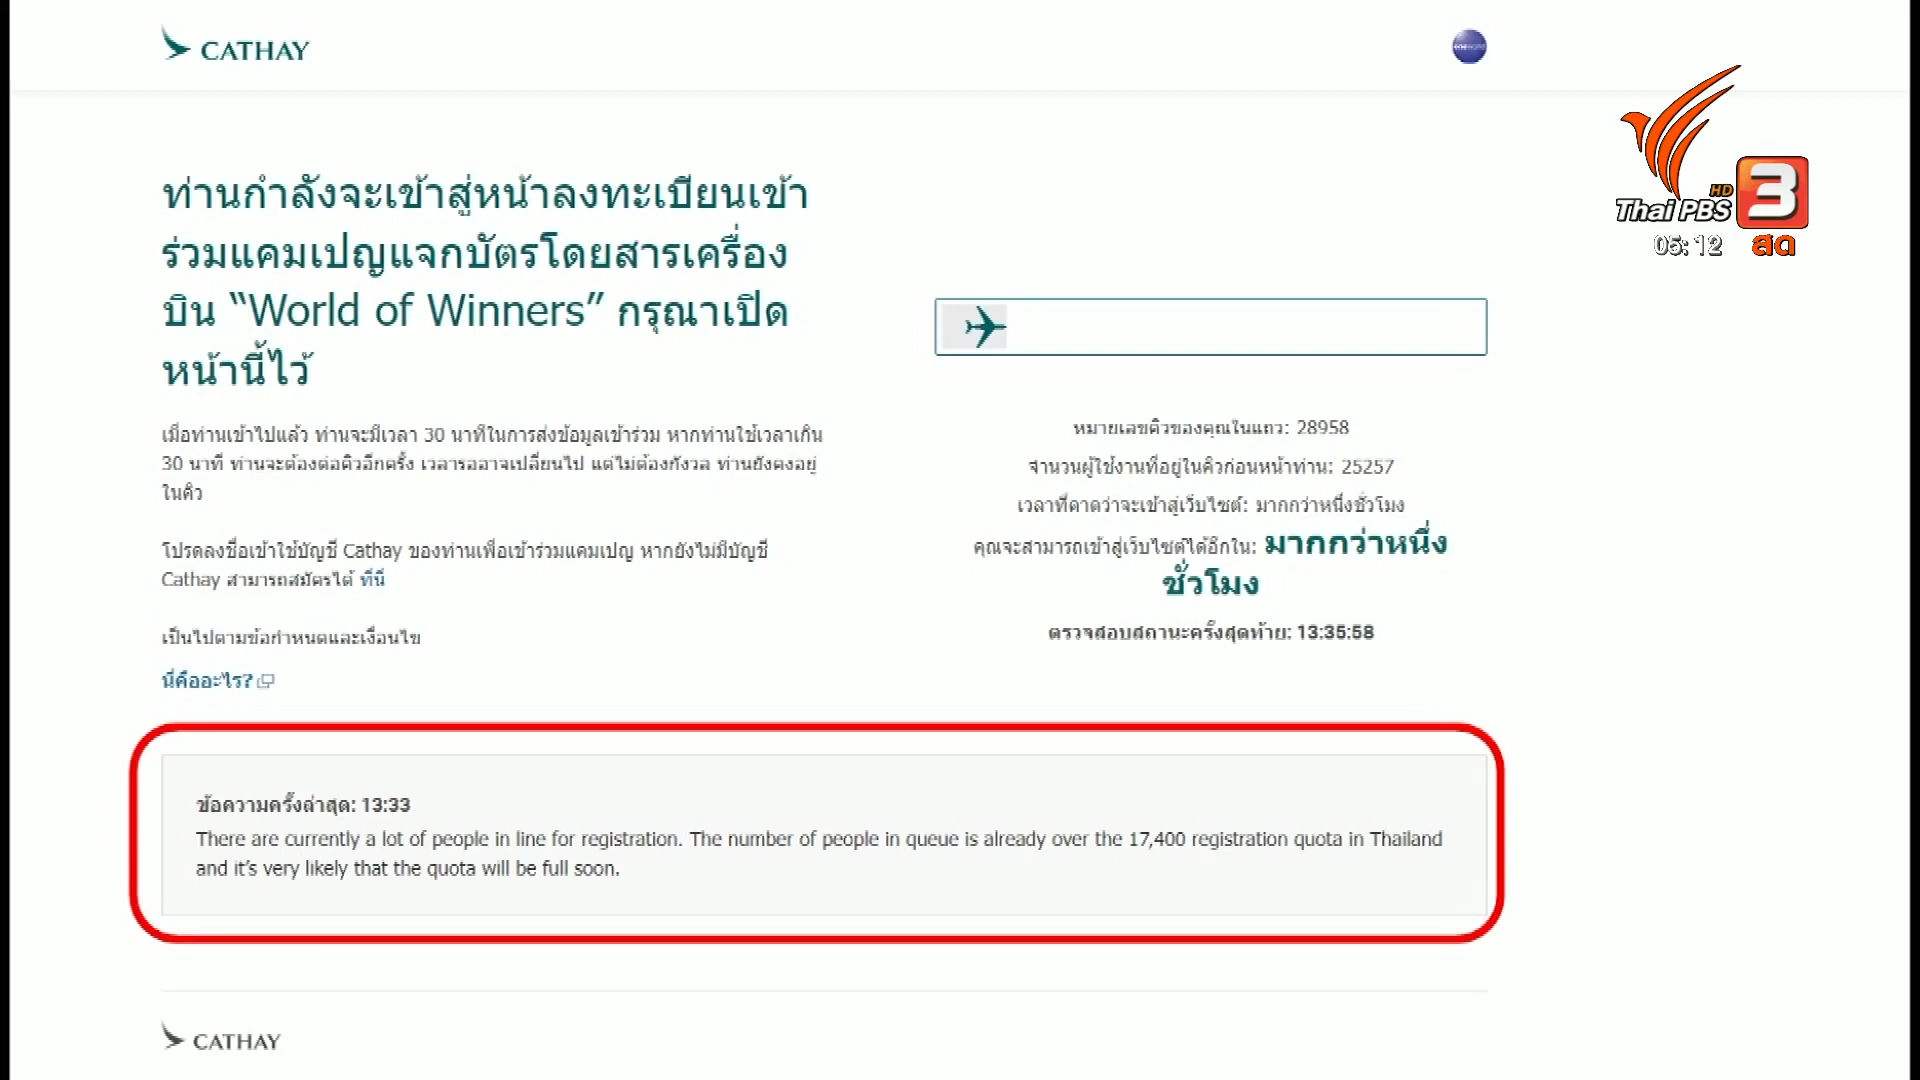 CATHAY
oneworld
HD
Thai PBS 3
05:12 สด
ท่านกำลังจะเข้าสู่หน้าลงทะเบียนเข้า
ร่วมแคมเปญแจกบัตรโดยสารเครื่อง
บิน “World of Winners” กรุณาเปิด
หน้านี้ไว้
เมื่อท่านเข้าไปแล้ว ท่านจะมีเวลา 30 นาทีในการส่งข้อมูลเข้าร่วม หากท่านใช้เวลาเกิน
30 นาที ท่านจะต้องต่อคิวอีกครั้ง เวลารออาจเปลี่ยนไป แต่ไม่ต้องกังวล ท่านยังคงอยู่
ในคิว
โปรดลงชื่อเข้าใช้บัญชี Cathay ของท่านเพื่อเข้าร่วมแคมเปญ หากยังไม่มีบัญชี
Cathay สามารถสมัครได้ ที่นี่
เป็นไปตามข้อกำหนดและเงื่อนไข
นี่คืออะไร?
หมายเลขคิวของคุณในแถว: 28958
จำนวนผู้ใช้งานที่อยู่ในคิวก่อนหน้าท่าน: 25257
เวลาที่คาดว่าจะเข้าสู่เว็บไซต์: มากกว่าหนึ่งชั่วโมง
คุณจะสามารถเข้าสู่เว็บไซต์ได้อีกใน: มากกว่าหนึ่ง
ชั่วโมง
ตรวจสอบสถานะครั้งสุดท้าย: 13:35:58
ข้อความครั้งล่าสุด: 13:33
There are currently a lot of people in line for registration. The number of people in queue is already over the 17,400 registration quota in Thailand
and it’s very likely that the quota will be full soon.
CATHAY